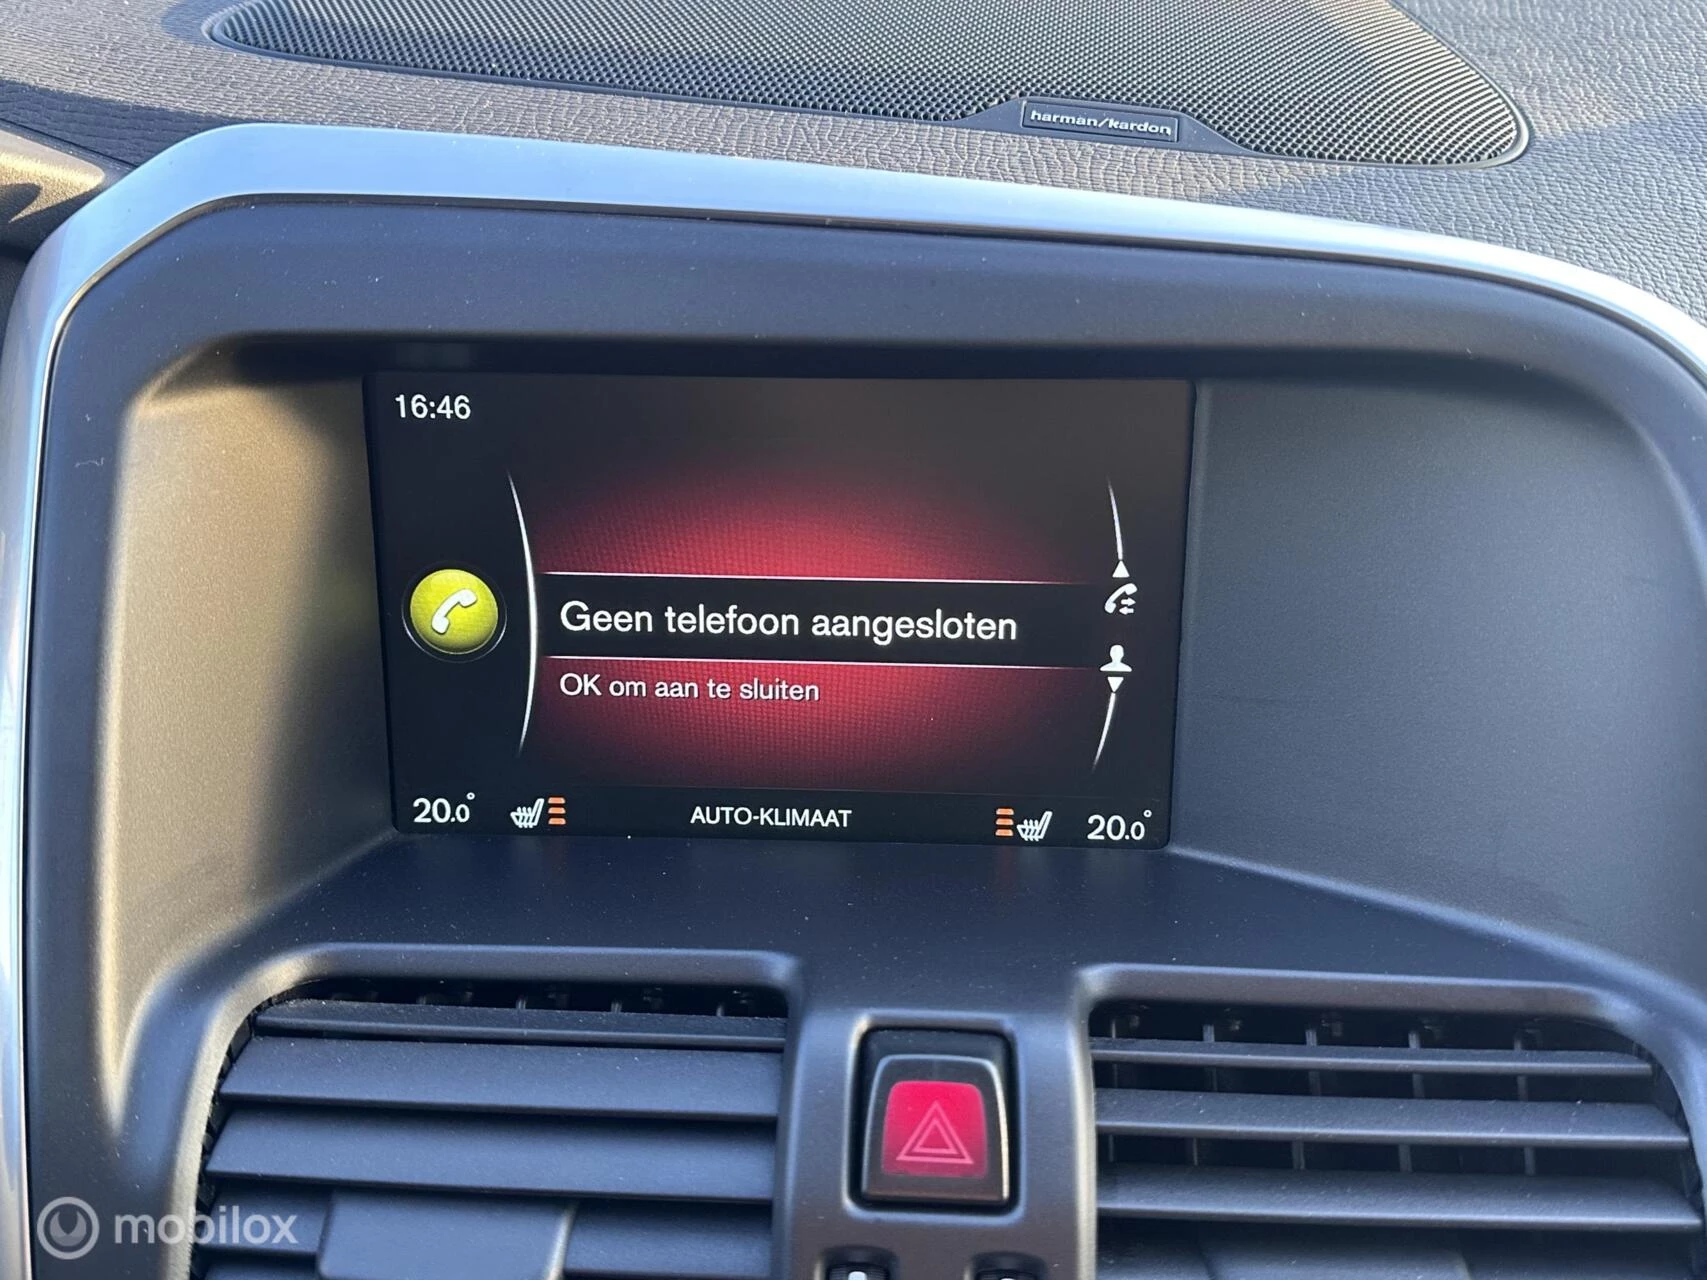 harman/kardon
16:46
Geen telefoon aangesloten
OK om aan te sluiten
20.0° AUTO-KLIMAAT 20.0°
mobilox